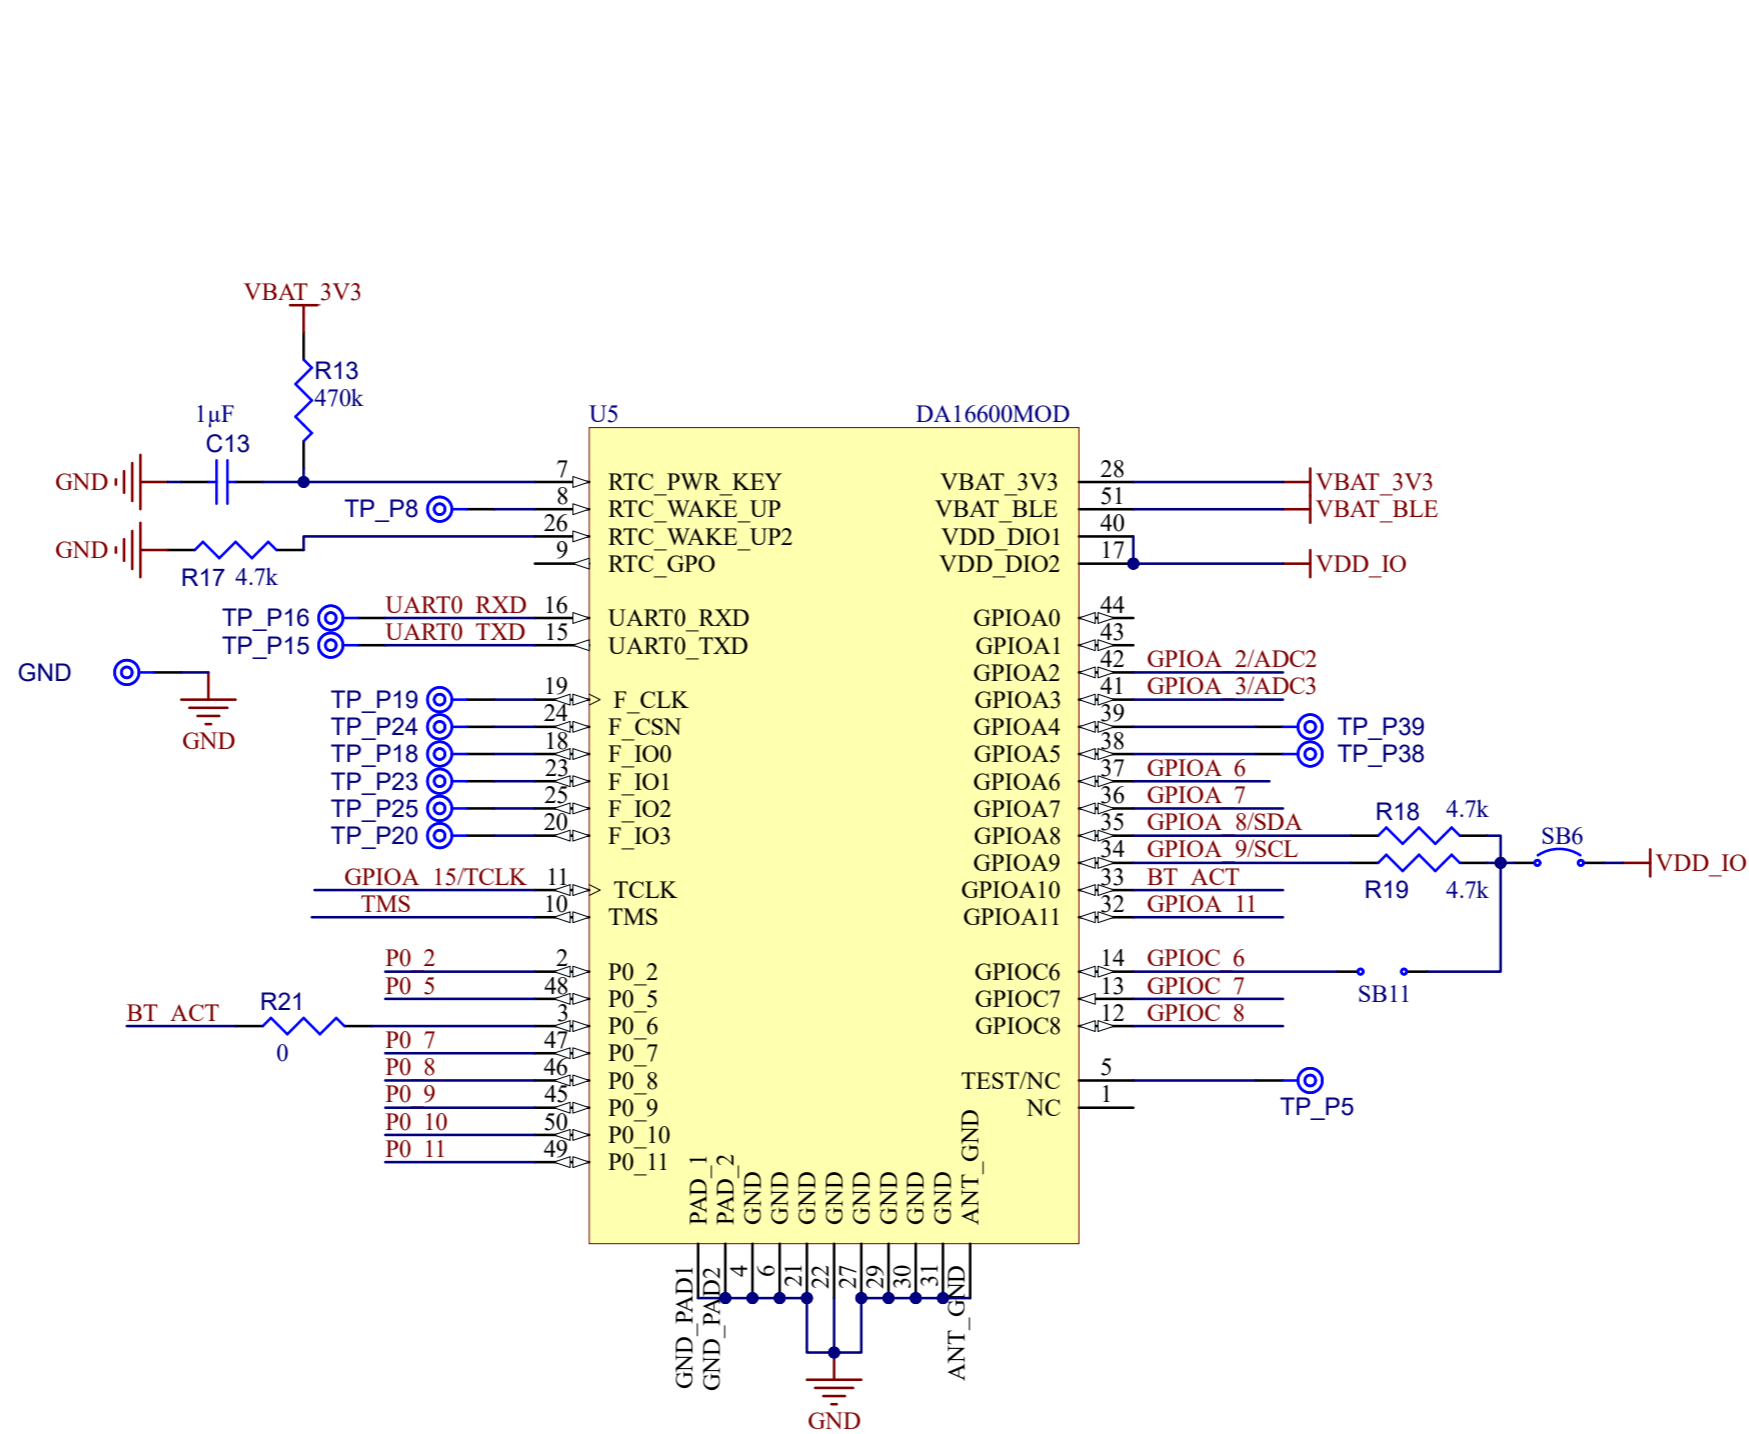 VBAT_3V3
R13
470k
1µF
C13
GND
TP_P8
GND
R17 4.7k
TP_P16
UART0_RXD
TP_P15
UART0_TXD
GND
GND
TP_P19
TP_P24
TP_P18
TP_P23
TP_P25
TP_P20
GPIOA_15/TCLK
TMS
P0_2
P0_5
BT_ACT
R21
0
P0_7
P0_8
P0_9
P0_10
P0_11
U5 DA16600MOD
7 RTC_PWR_KEY
8 RTC_WAKE_UP
26 RTC_WAKE_UP2
9 RTC_GPO
16 UART0_RXD
15 UART0_TXD
19 F_CLK
24 F_CSN
18 F_IO0
23 F_IO1
25 F_IO2
20 F_IO3
11 TCLK
10 TMS
2 P0_2
48 P0_5
3 P0_6
47 P0_7
46 P0_8
45 P0_9
50 P0_10
49 P0_11
VBAT_3V3 28 VBAT_3V3
VBAT_BLE 51 VBAT_BLE
VDD_DIO1 40
VDD_DIO2 17 VDD_IO
GPIOA0 44
GPIOA1 43
GPIOA2 42 GPIOA_2/ADC2
GPIOA3 41 GPIOA_3/ADC3
GPIOA4 39 TP_P39
GPIOA5 38 TP_P38
GPIOA6 37 GPIOA_6
GPIOA7 36 GPIOA_7
GPIOA8 35 GPIOA_8/SDA R18 4.7k
GPIOA9 34 GPIOA_9/SCL R19 4.7k
SB6
VDD_IO
GPIOA10 33 BT_ACT
GPIOA11 32 GPIOA_11
GPIOC6 14 GPIOC_6
SB11
GPIOC7 13 GPIOC_7
GPIOC8 12 GPIOC_8
TEST/NC 5
TP_P5
NC 1
PAD_1
PAD_2
GND
GND
GND
GND
GND
GND
GND
GND
ANT_GND
GND_PAD1
GND_PAD2
4
6
21
22
27
29
30
31
ANT_GND
GND